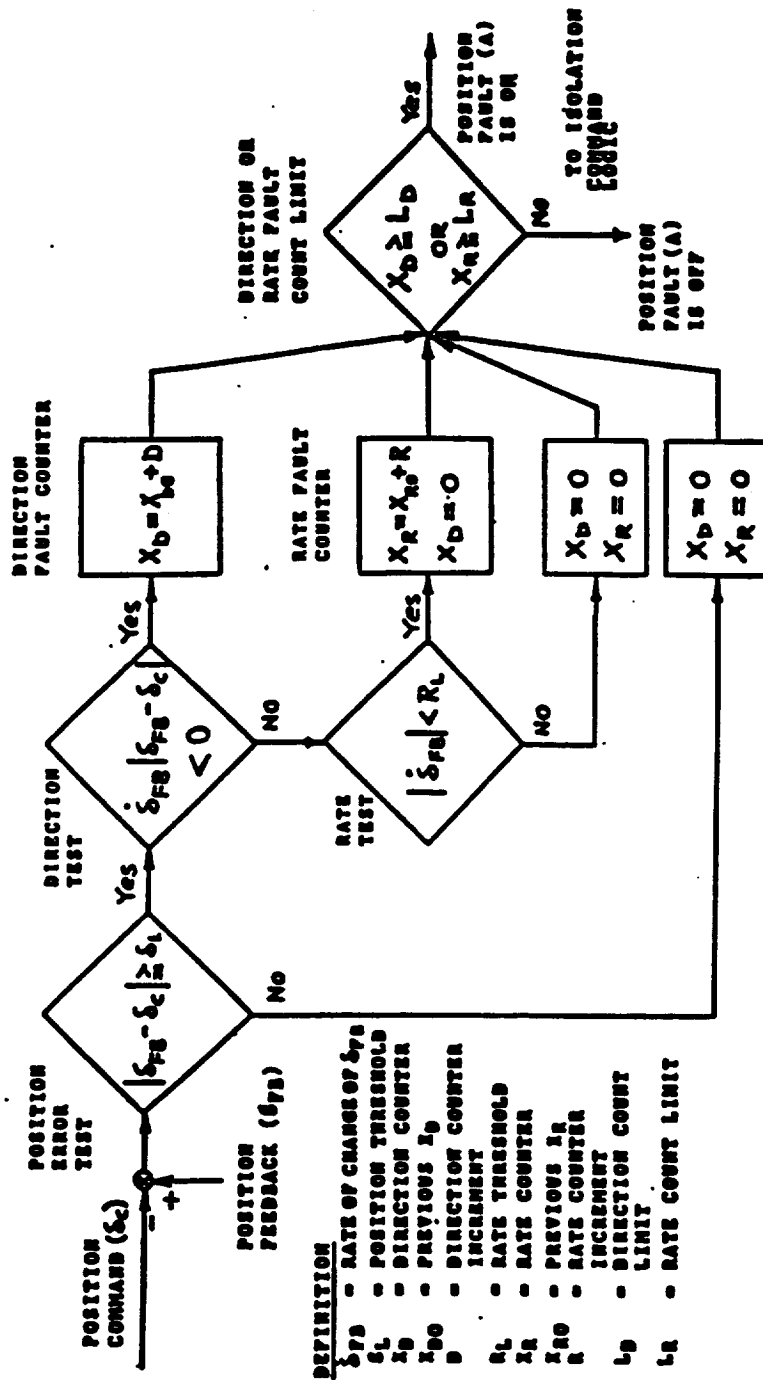 POSITION
COMMAND (δc)
-
+
POSITION
FEEDBACK (δFB)
POSITION
ERROR
TEST
|δFB - δC| ≥ δL
Yes
No
DIRECTION
TEST
δ̇FB |δFB - δC|
< 0
Yes
No
DIRECTION
FAULT COUNTER
XD = XDO + D
RATE
TEST
|δ̇FB| < RL
Yes
No
RATE FAULT
COUNTER
XR = XRO + R
XD = 0
XD = 0
XR = 0
XD = 0
XR = 0
DIRECTION OR
RATE FAULT
COUNT LIMIT
XD ≥ LD
OR
XR ≥ LR
Yes
POSITION
FAULT (A)
IS ON
No
POSITION
FAULT (A)
IS OFF
TO ISOLATION
COMMAND
LOGIC
DEFINITION
δ̇FB = RATE OF CHANGE OF δFB
δL = POSITION THRESHOLD
XD = DIRECTION COUNTER
XDO = PREVIOUS XD
D = DIRECTION COUNTER
INCREMENT
RL = RATE THRESHOLD
XR = RATE COUNTER
XRO = PREVIOUS XR
R = RATE COUNTER
INCREMENT
LD = DIRECTION COUNT
LIMIT
LR = RATE COUNT LIMIT